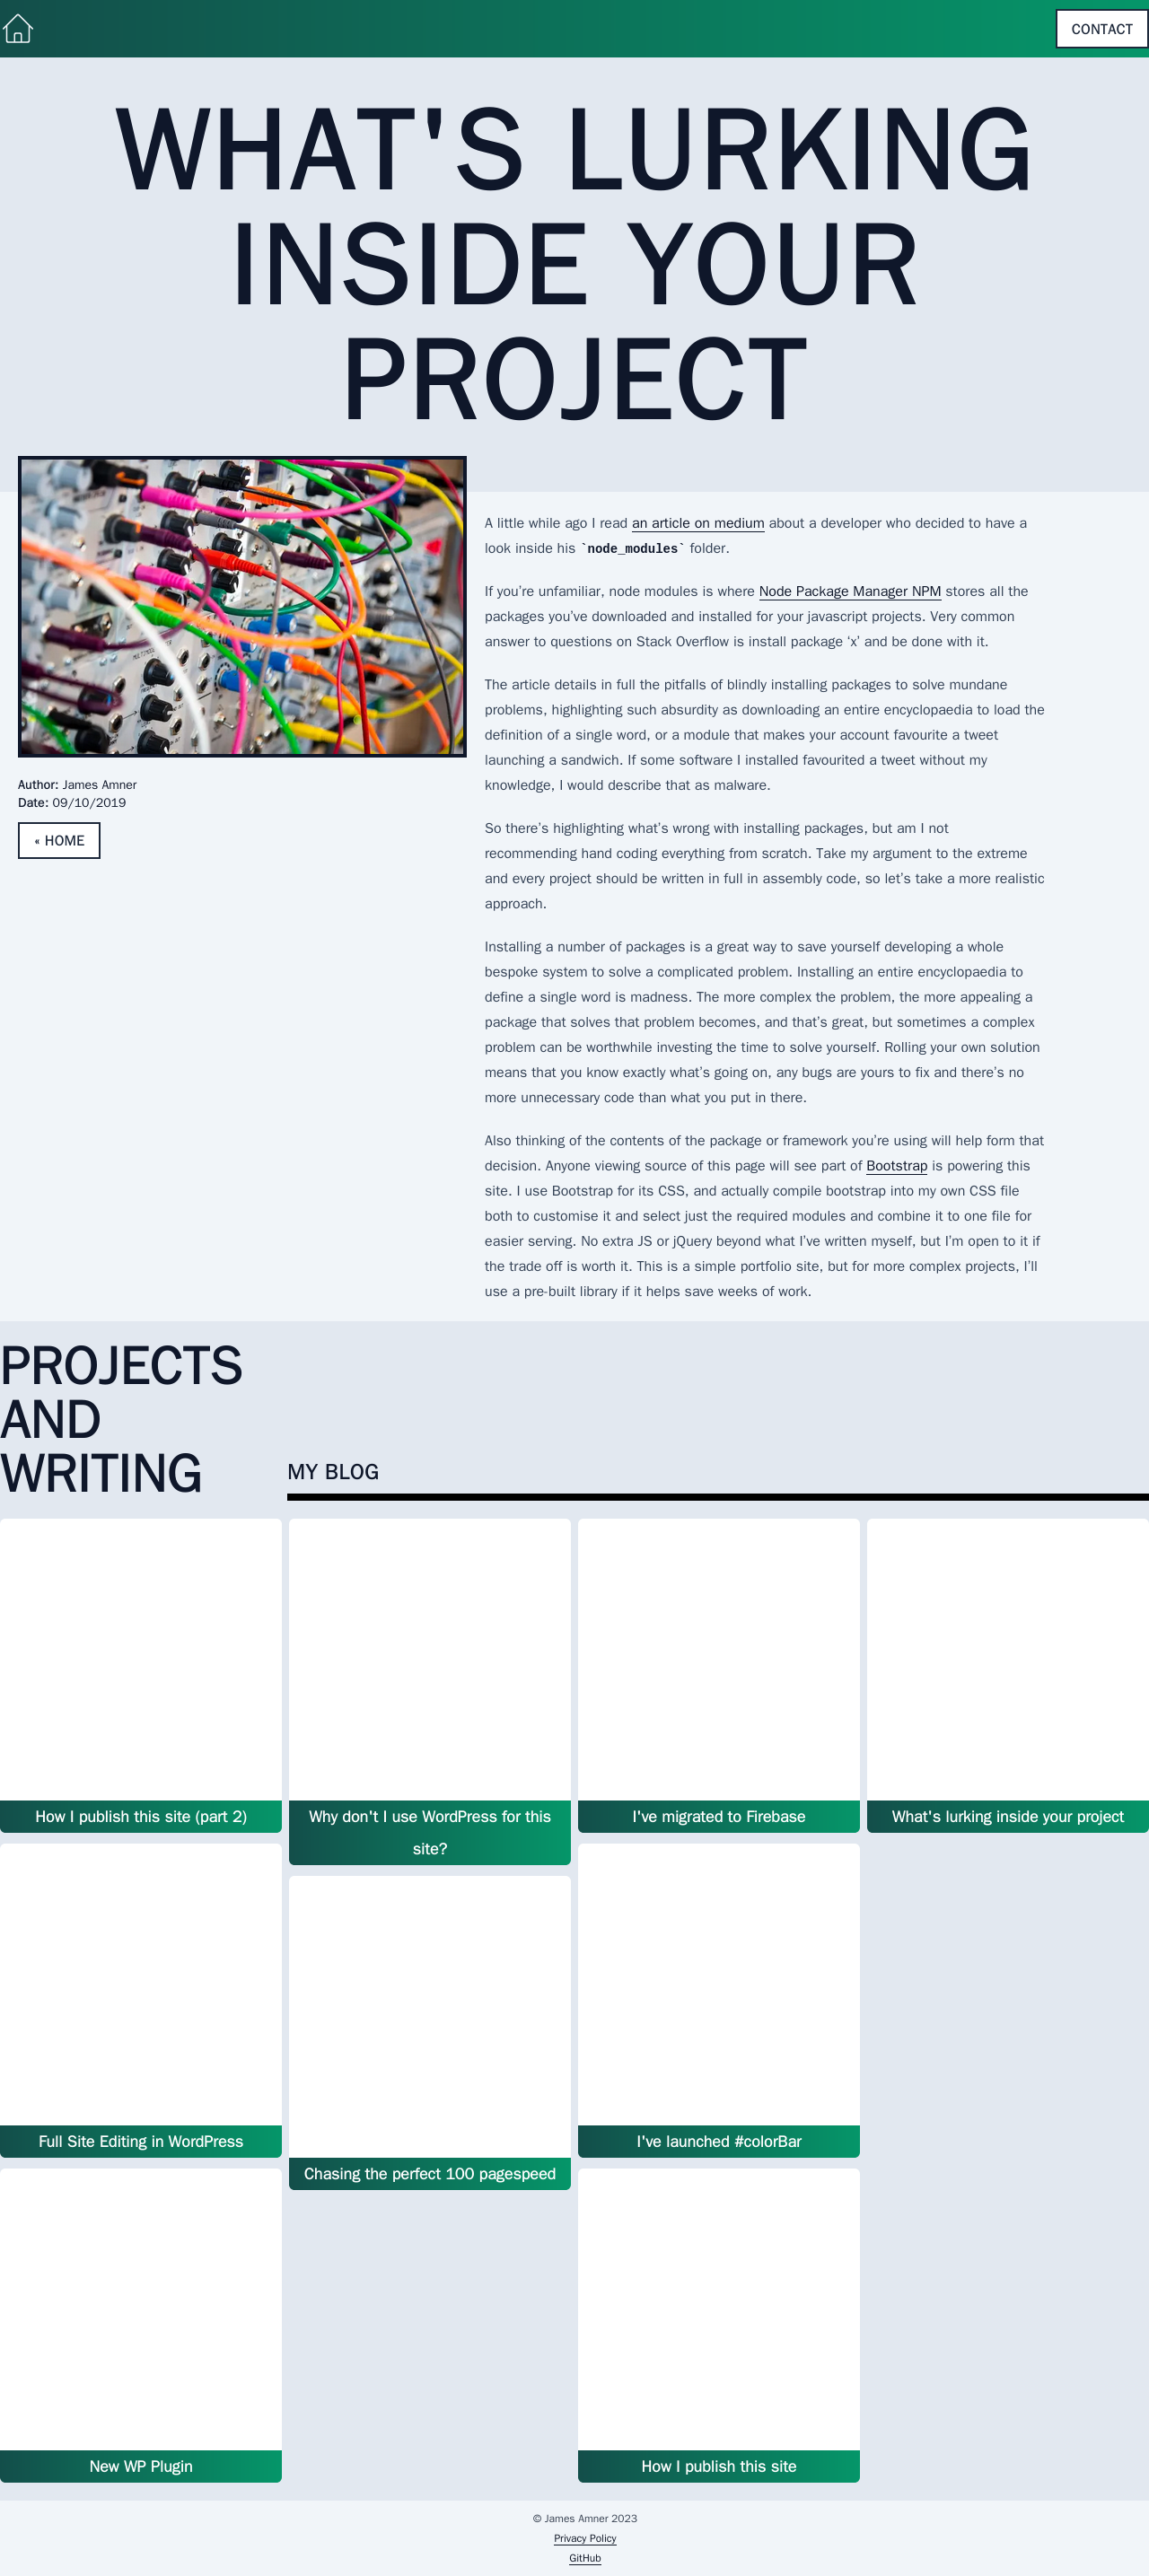 CONTACT
WHAT'S LURKING
INSIDE YOUR
PROJECT
Author: James Amner
Date: 09/10/2019
« HOME
A little while ago I read an article on medium about a developer who decided to have a
look inside his `node_modules` folder.
If you’re unfamiliar, node modules is where Node Package Manager NPM stores all the
packages you’ve downloaded and installed for your javascript projects. Very common
answer to questions on Stack Overflow is install package ‘x’ and be done with it.
The article details in full the pitfalls of blindly installing packages to solve mundane
problems, highlighting such absurdity as downloading an entire encyclopaedia to load the
definition of a single word, or a module that makes your account favourite a tweet
launching a sandwich. If some software I installed favourited a tweet without my
knowledge, I would describe that as malware.
So there’s highlighting what’s wrong with installing packages, but am I not
recommending hand coding everything from scratch. Take my argument to the extreme
and every project should be written in full in assembly code, so let’s take a more realistic
approach.
Installing a number of packages is a great way to save yourself developing a whole
bespoke system to solve a complicated problem. Installing an entire encyclopaedia to
define a single word is madness. The more complex the problem, the more appealing a
package that solves that problem becomes, and that’s great, but sometimes a complex
problem can be worthwhile investing the time to solve yourself. Rolling your own solution
means that you know exactly what’s going on, any bugs are yours to fix and there’s no
more unnecessary code than what you put in there.
Also thinking of the contents of the package or framework you’re using will help form that
decision. Anyone viewing source of this page will see part of Bootstrap is powering this
site. I use Bootstrap for its CSS, and actually compile bootstrap into my own CSS file
both to customise it and select just the required modules and combine it to one file for
easier serving. No extra JS or jQuery beyond what I’ve written myself, but I’m open to it if
the trade off is worth it. This is a simple portfolio site, but for more complex projects, I’ll
use a pre-built library if it helps save weeks of work.
PROJECTS
AND
WRITING
MY BLOG
How I publish this site (part 2)
Why don't I use WordPress for this
site?
I've migrated to Firebase
What's lurking inside your project
Full Site Editing in WordPress
Chasing the perfect 100 pagespeed
I've launched #colorBar
New WP Plugin
How I publish this site
© James Amner 2023
Privacy Policy
GitHub